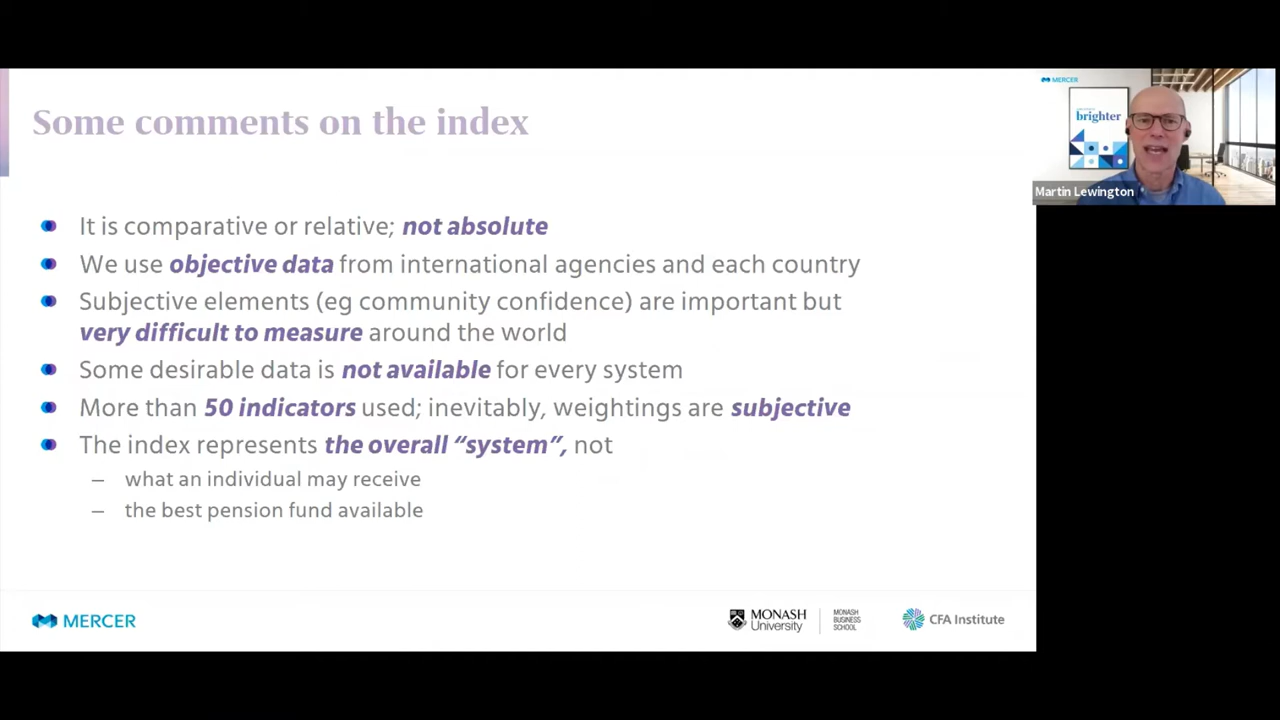 Some comments on the index
It is comparative or relative; not absolute
We use objective data from international agencies and each country
Subjective elements (eg community confidence) are important but
very difficult to measure around the world
Some desirable data is not available for every system
More than 50 indicators used; inevitably, weightings are subjective
The index represents the overall “system”, not
– what an individual may receive
– the best pension fund available
MERCER
MONASH
University
MONASH
BUSINESS
SCHOOL
CFA Institute
MERCER
brighter
Martin Lewington